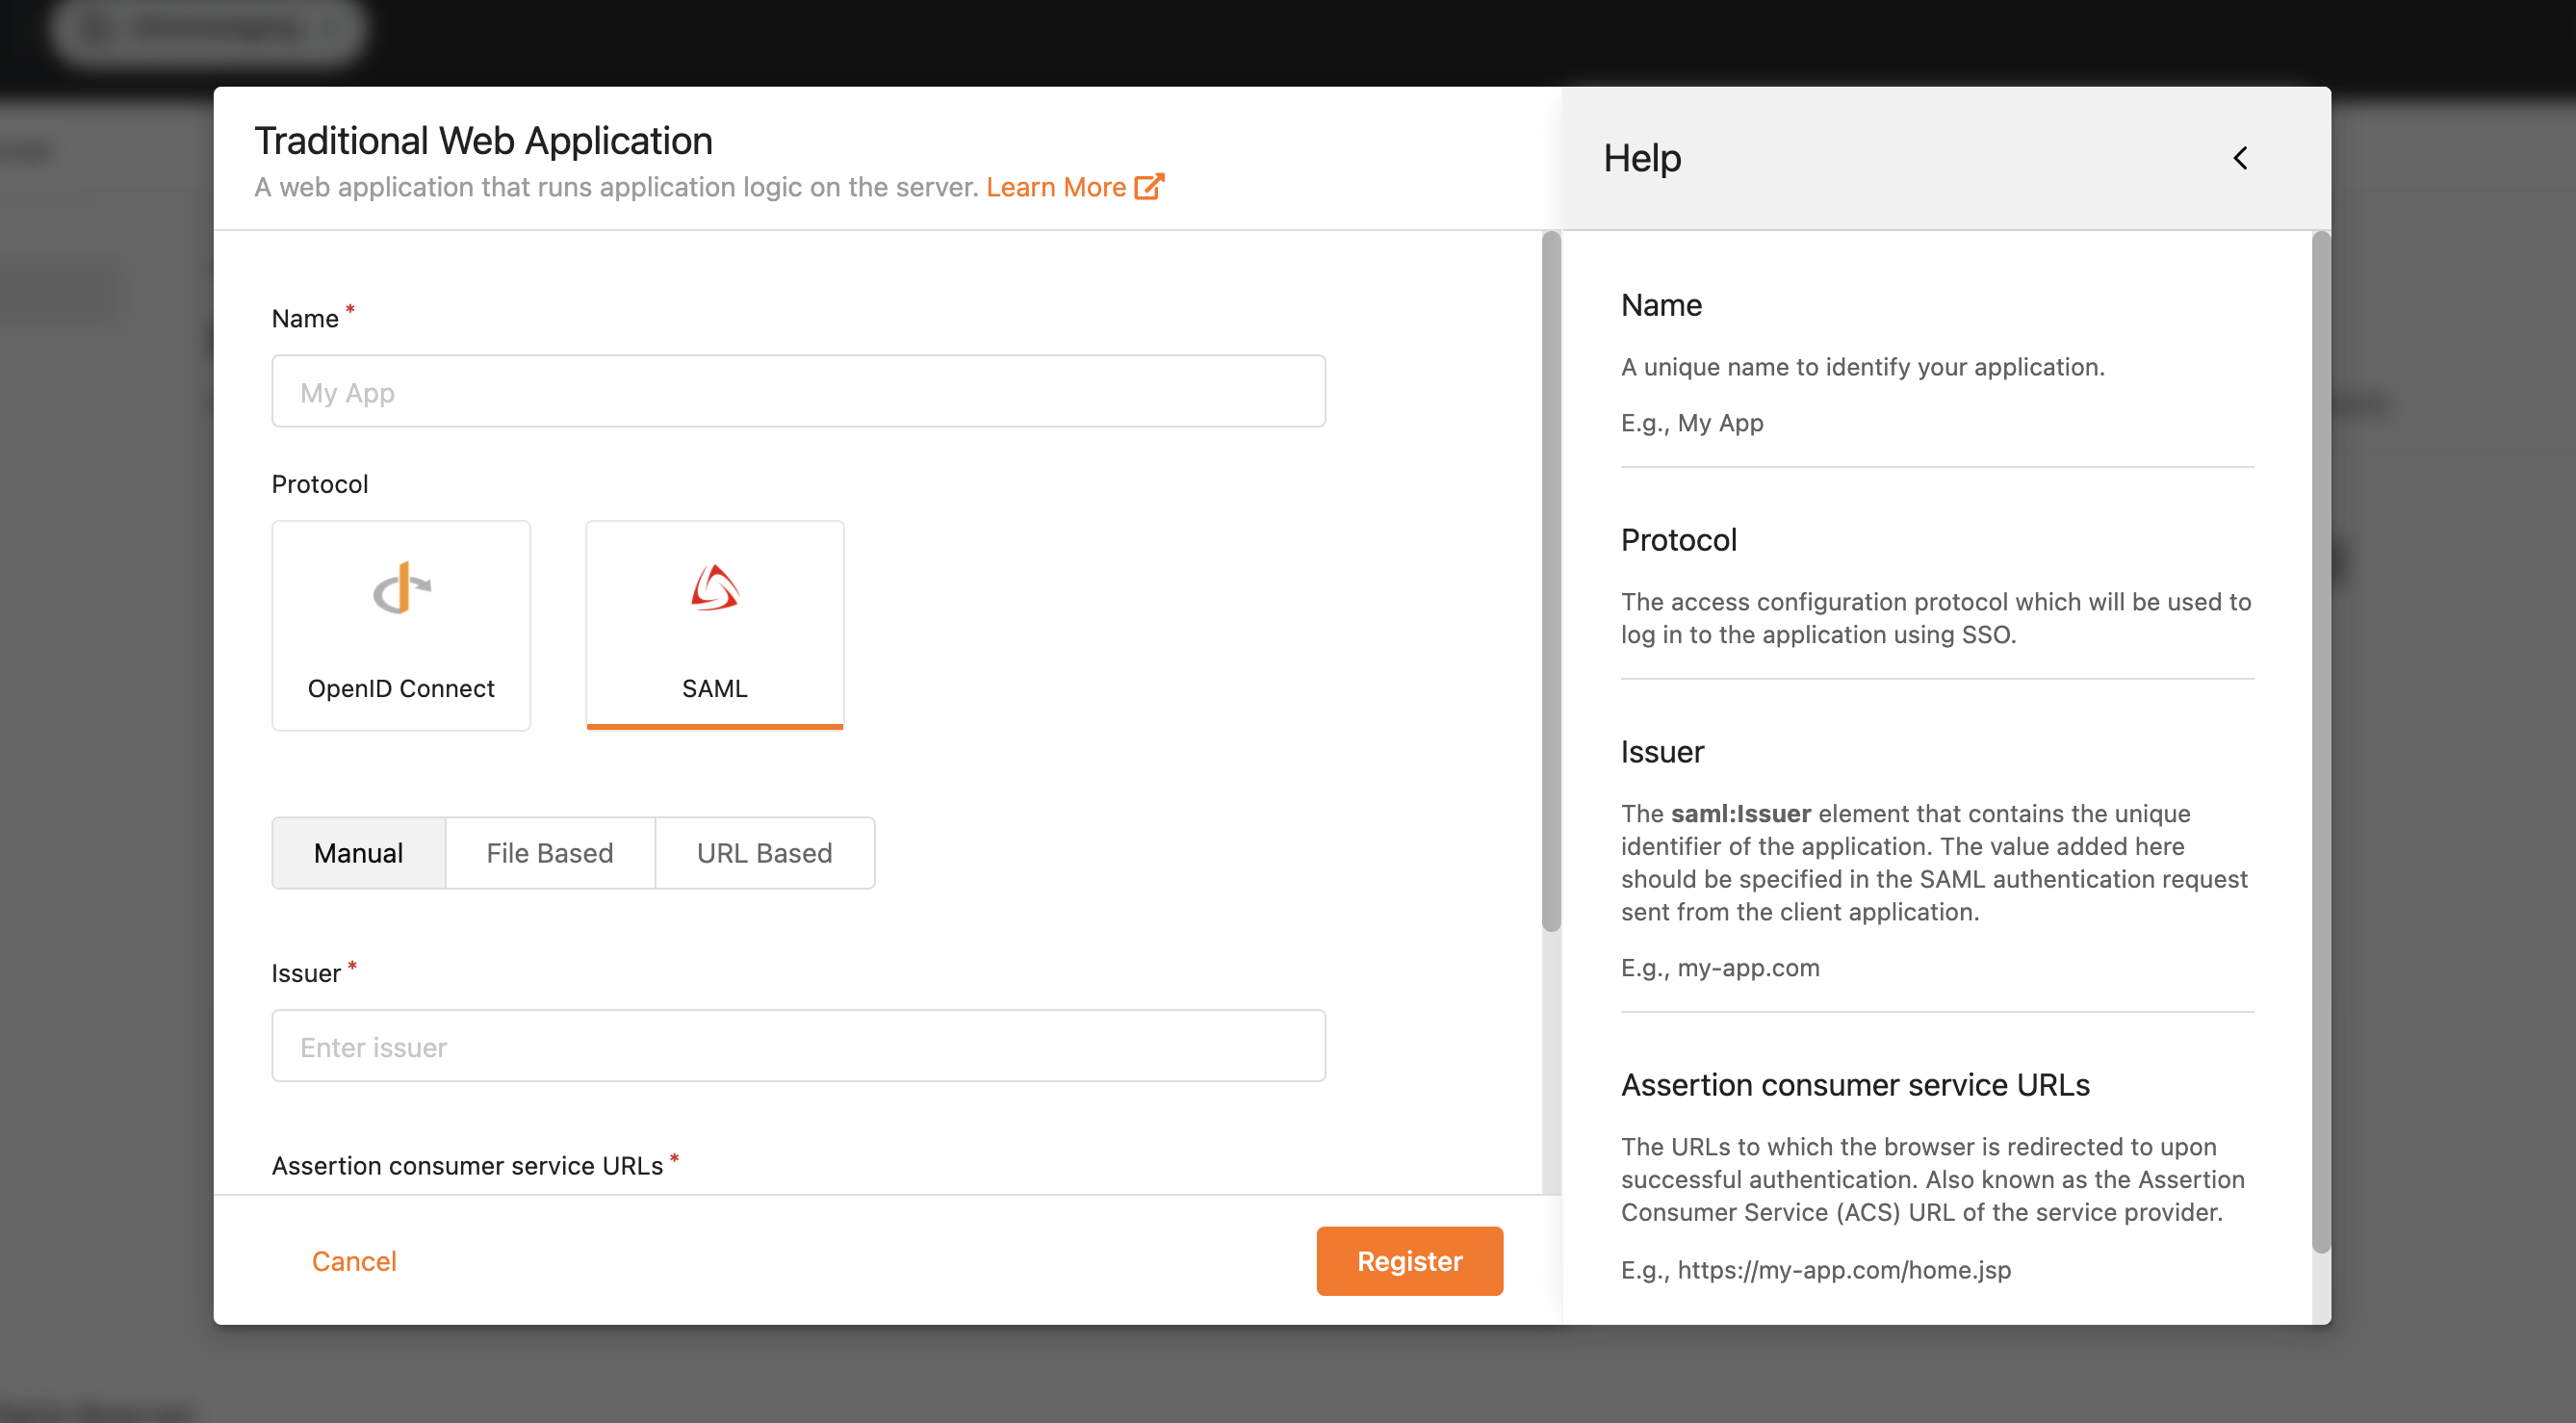 Traditional Web Application
A web application that runs application logic on the server. Learn More
Name *
My App
Protocol
OpenID Connect
SAML
Manual
File Based
URL Based
Issuer *
Enter issuer
Assertion consumer service URLs *
Cancel
Register
Help
Name
A unique name to identify your application.
E.g., My App
Protocol
The access configuration protocol which will be used to
log in to the application using SSO.
Issuer
The saml:Issuer element that contains the unique
identifier of the application. The value added here
should be specified in the SAML authentication request
sent from the client application.
E.g., my-app.com
Assertion consumer service URLs
The URLs to which the browser is redirected to upon
successful authentication. Also known as the Assertion
Consumer Service (ACS) URL of the service provider.
E.g., https://my-app.com/home.jsp